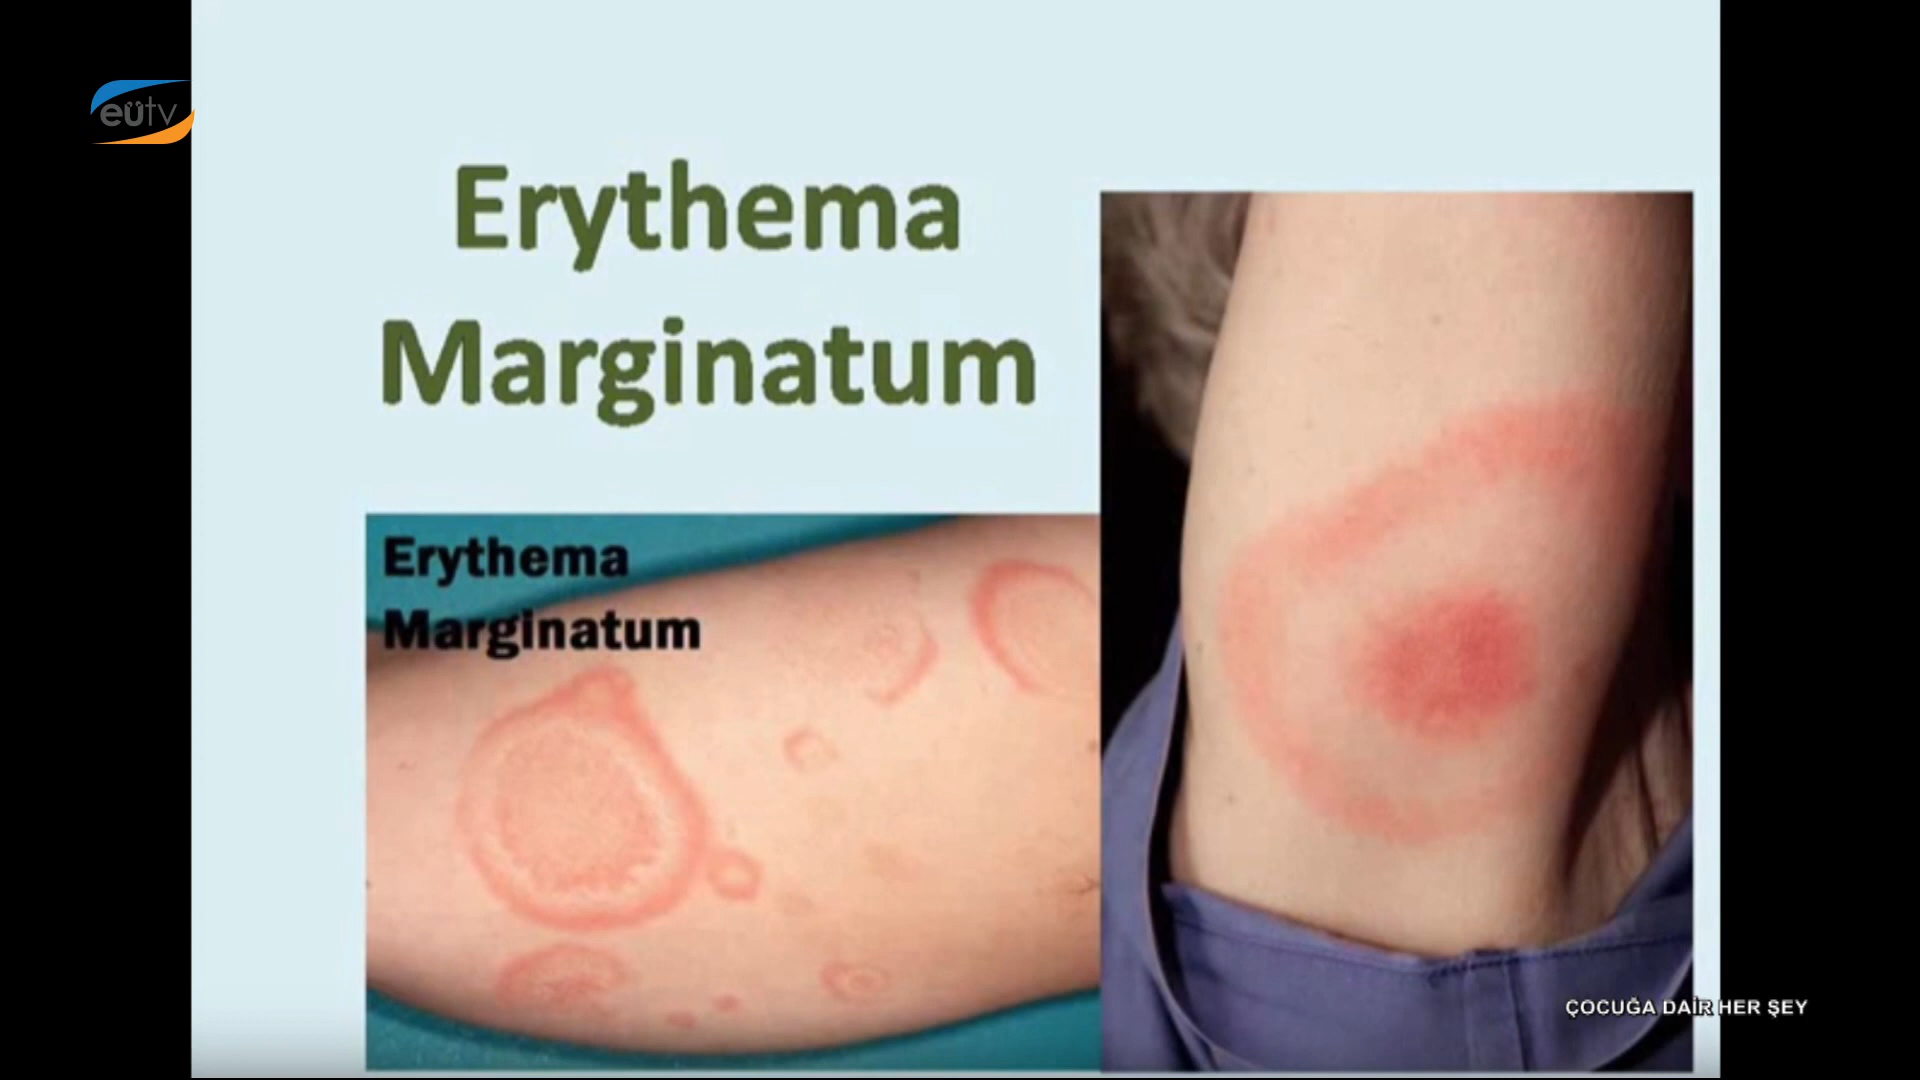 eütv
Erythema
Marginatum
Erythema
Marginatum
ÇOCUĞA DAİR HER ŞEY